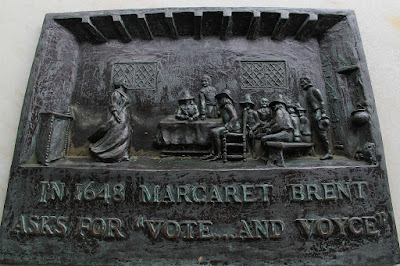 IN 1648 MARGARET BRENT
ASKS FOR "VOTE...AND VOYCE"